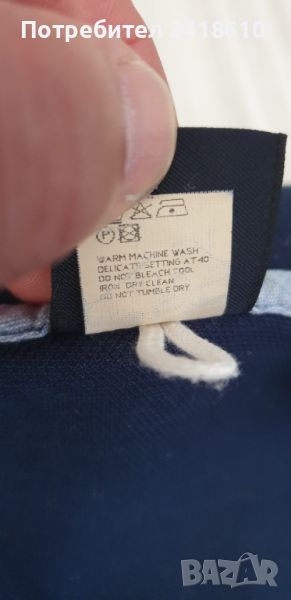 Потребител 2418610
P
WARM MACHINE WASH
DELICATE SETTING AT 40
DO NOT BLEACH COOL
IRON DRY CLEAN
DO NOT TUMBLE DRY
BAZAR